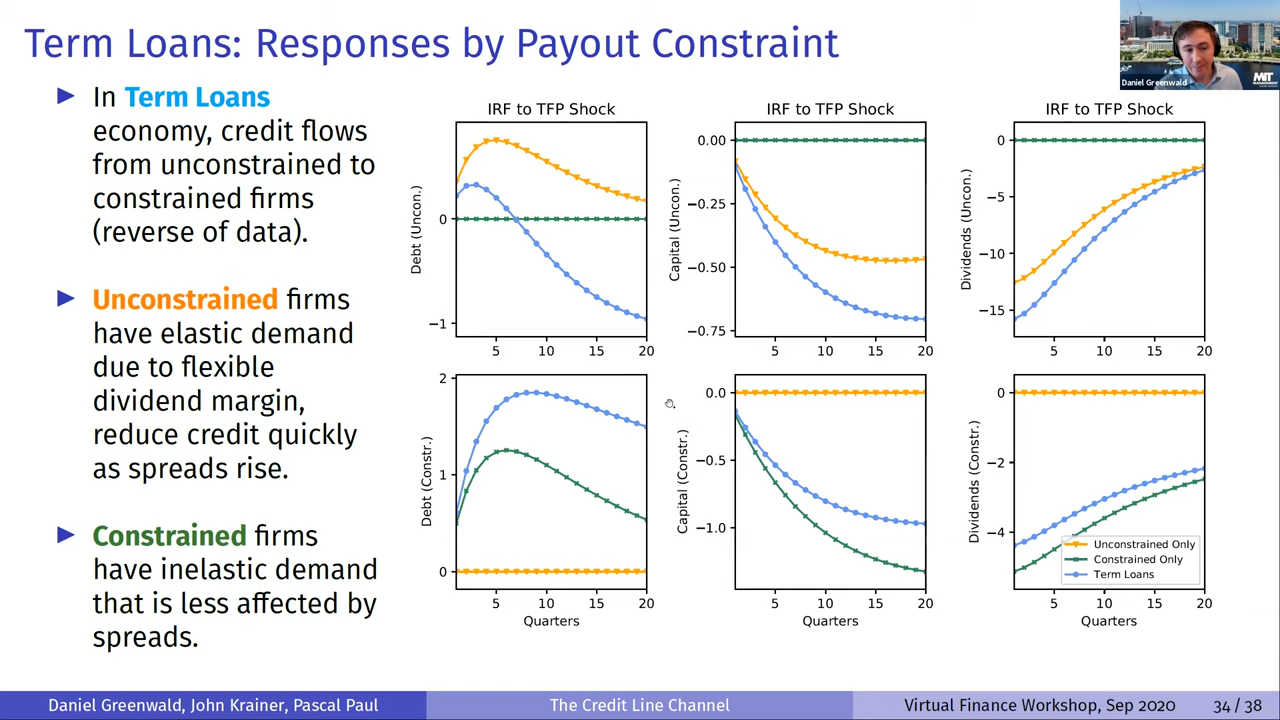 Term Loans: Responses by Payout Constraint
Daniel Greenwald
MIT
MANAGEMENT
In Term Loans
economy, credit flows
from unconstrained to
constrained firms
(reverse of data).
Unconstrained firms
have elastic demand
due to flexible
dividend margin,
reduce credit quickly
as spreads rise.
Constrained firms
have inelastic demand
that is less affected by
spreads.
IRF to TFP Shock
Debt (Uncon.)
0
−1
5 10 15 20
IRF to TFP Shock
Capital (Uncon.)
0.00
−0.25
−0.50
−0.75
5 10 15 20
IRF to TFP Shock
Dividends (Uncon.)
0
−5
−10
−15
5 10 15 20
Debt (Constr.)
2
1
0
5 10 15 20
Quarters
Capital (Constr.)
0.0
−0.5
−1.0
5 10 15 20
Quarters
Dividends (Constr.)
0
−2
−4
Unconstrained Only
Constrained Only
Term Loans
5 10 15 20
Quarters
Daniel Greenwald, John Krainer, Pascal Paul
The Credit Line Channel
Virtual Finance Workshop, Sep 2020
34 / 38